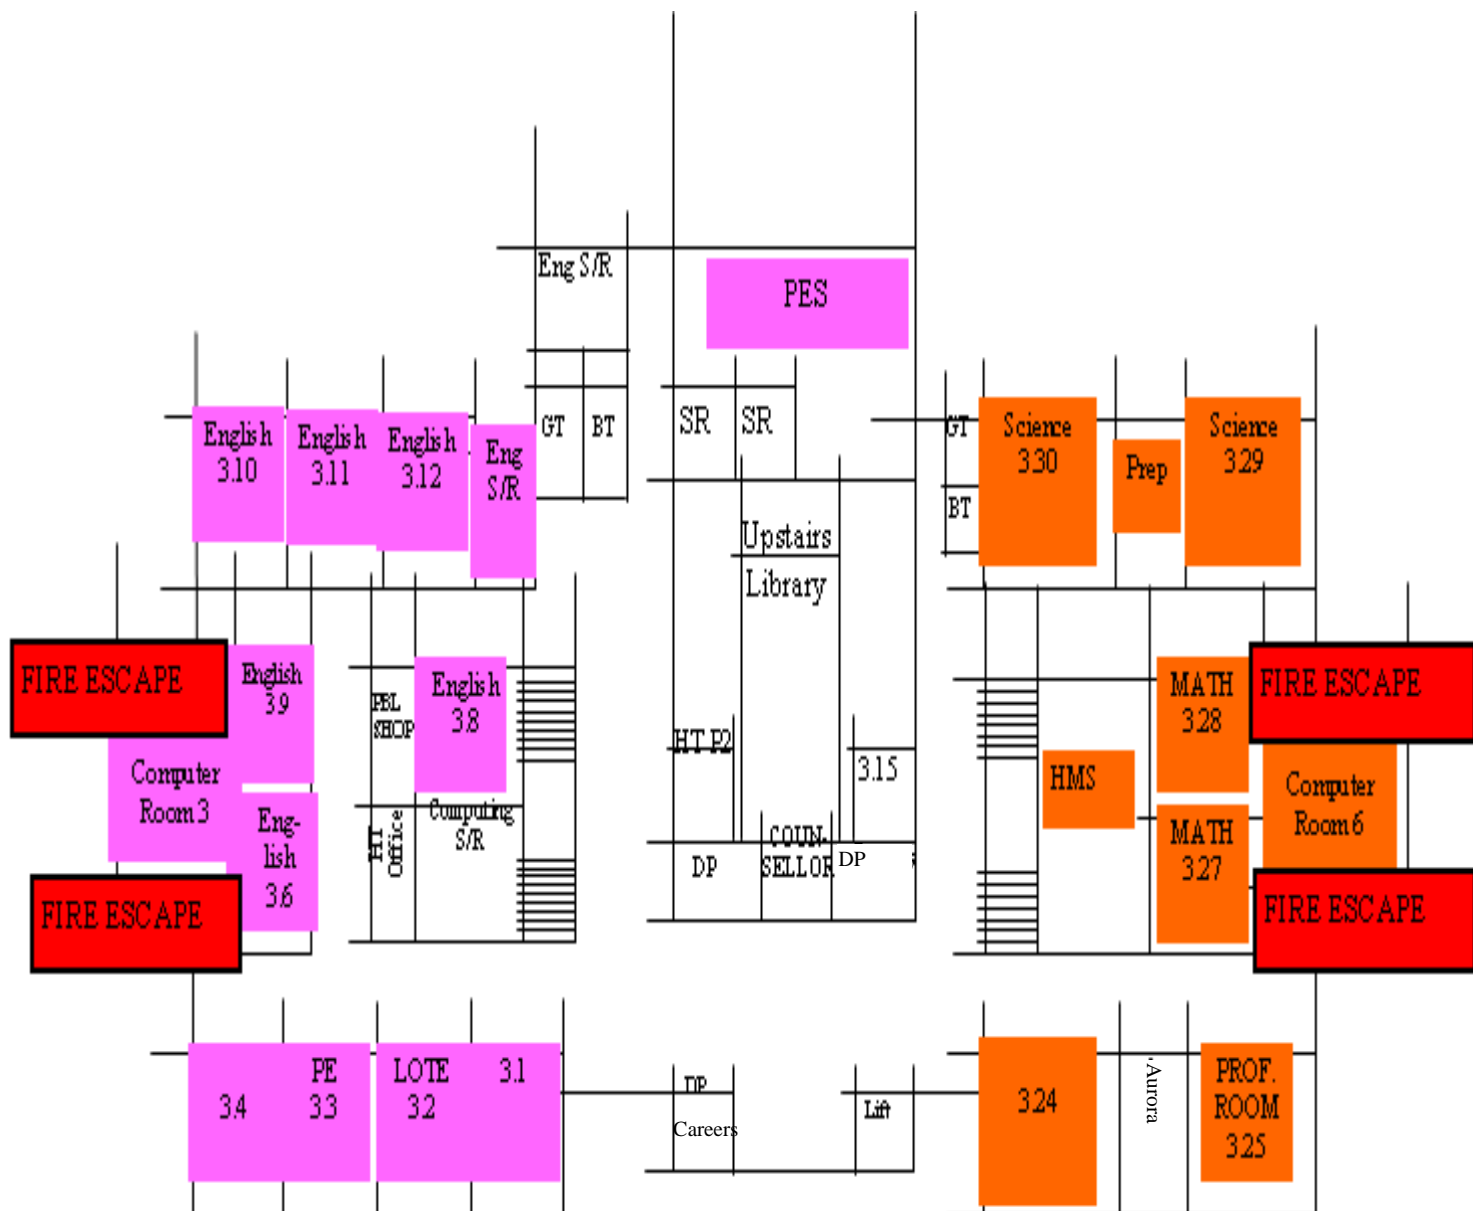 Eng S/R
PES
English
3.10
English
3.11
English
3.12
Eng
S/R
GT
BT
SR
SR
GT
BT
Science
3.30
Prep
Science
3.29
Upstairs
Library
FIRE ESCAPE
English
3.9
PBL
SHOP
English
3.8
HT P2
3.15
MATH
3.28
FIRE ESCAPE
Computer
Room 3
Eng-
lish
3.6
HT
Office
Computing
S/R
HMS
MATH
3.27
Computer
Room 6
DP
COUN-
SELLOR
DP
FIRE ESCAPE
FIRE ESCAPE
3.4
PE
3.3
LOTE
3.2
3.1
DP
Careers
Lift
3.24
Aurora
PROF.
ROOM
3.25